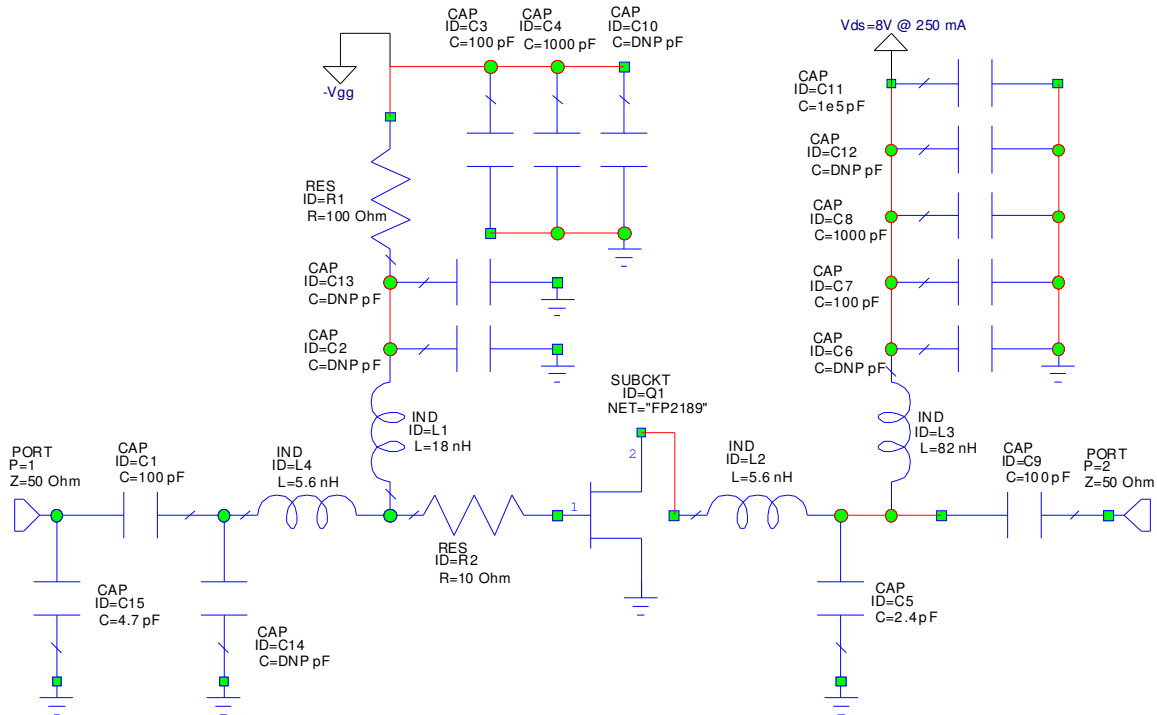 CAP
ID=C3
C=100 pF
CAP
ID=C4
C=1000 pF
CAP
ID=C10
C=DNP pF
-Vgg
Vds=8V @ 250 mA
CAP
ID=C11
C=1e5 pF
CAP
ID=C12
C=DNP pF
CAP
ID=C8
C=1000 pF
CAP
ID=C7
C=100 pF
CAP
ID=C6
C=DNP pF
RES
ID=R1
R=100 Ohm
CAP
ID=C13
C=DNP pF
CAP
ID=C2
C=DNP pF
IND
ID=L1
L=18 nH
SUBCKT
ID=Q1
NET="FP2189"
2
1
IND
ID=L3
L=82 nH
PORT
P=1
Z=50 Ohm
CAP
ID=C1
C=100 pF
IND
ID=L4
L=5.6 nH
RES
ID=R2
R=10 Ohm
IND
ID=L2
L=5.6 nH
CAP
ID=C9
C=100 pF
PORT
P=2
Z=50 Ohm
CAP
ID=C15
C=4.7 pF
CAP
ID=C14
C=DNP pF
CAP
ID=C5
C=2.4 pF